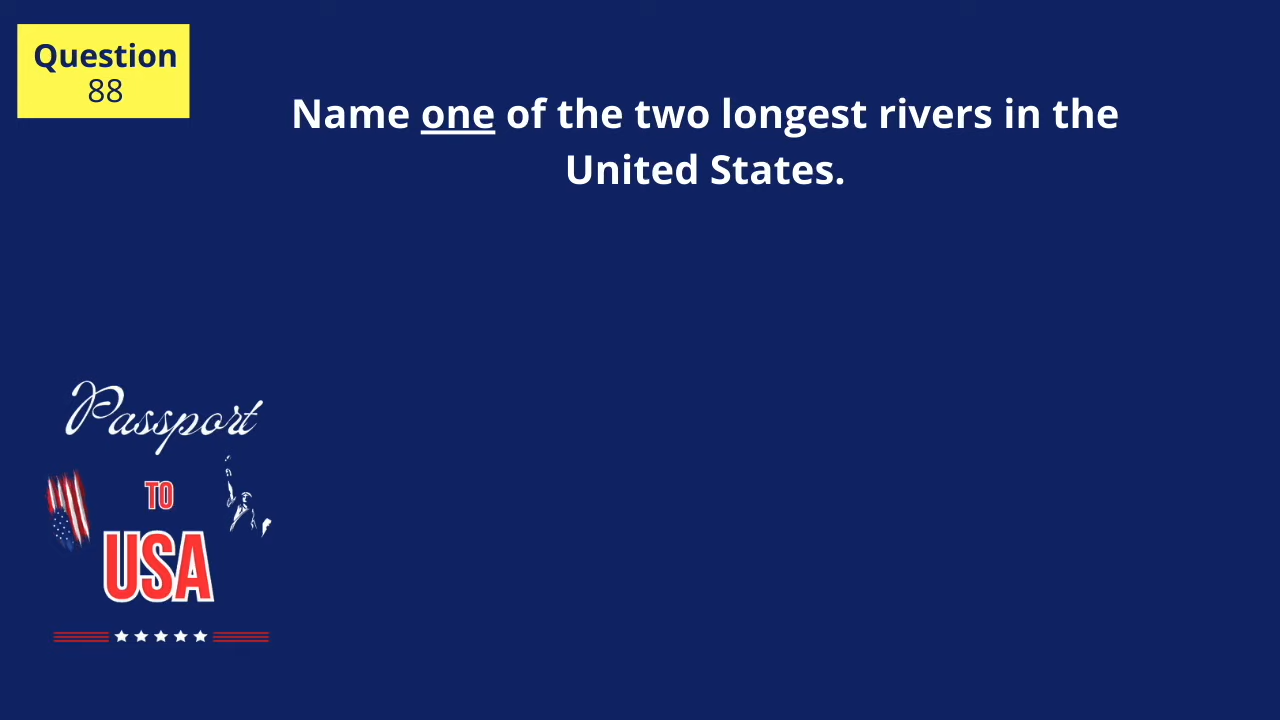 Question
88
Name one of the two longest rivers in the
United States.
Passport
TO
USA